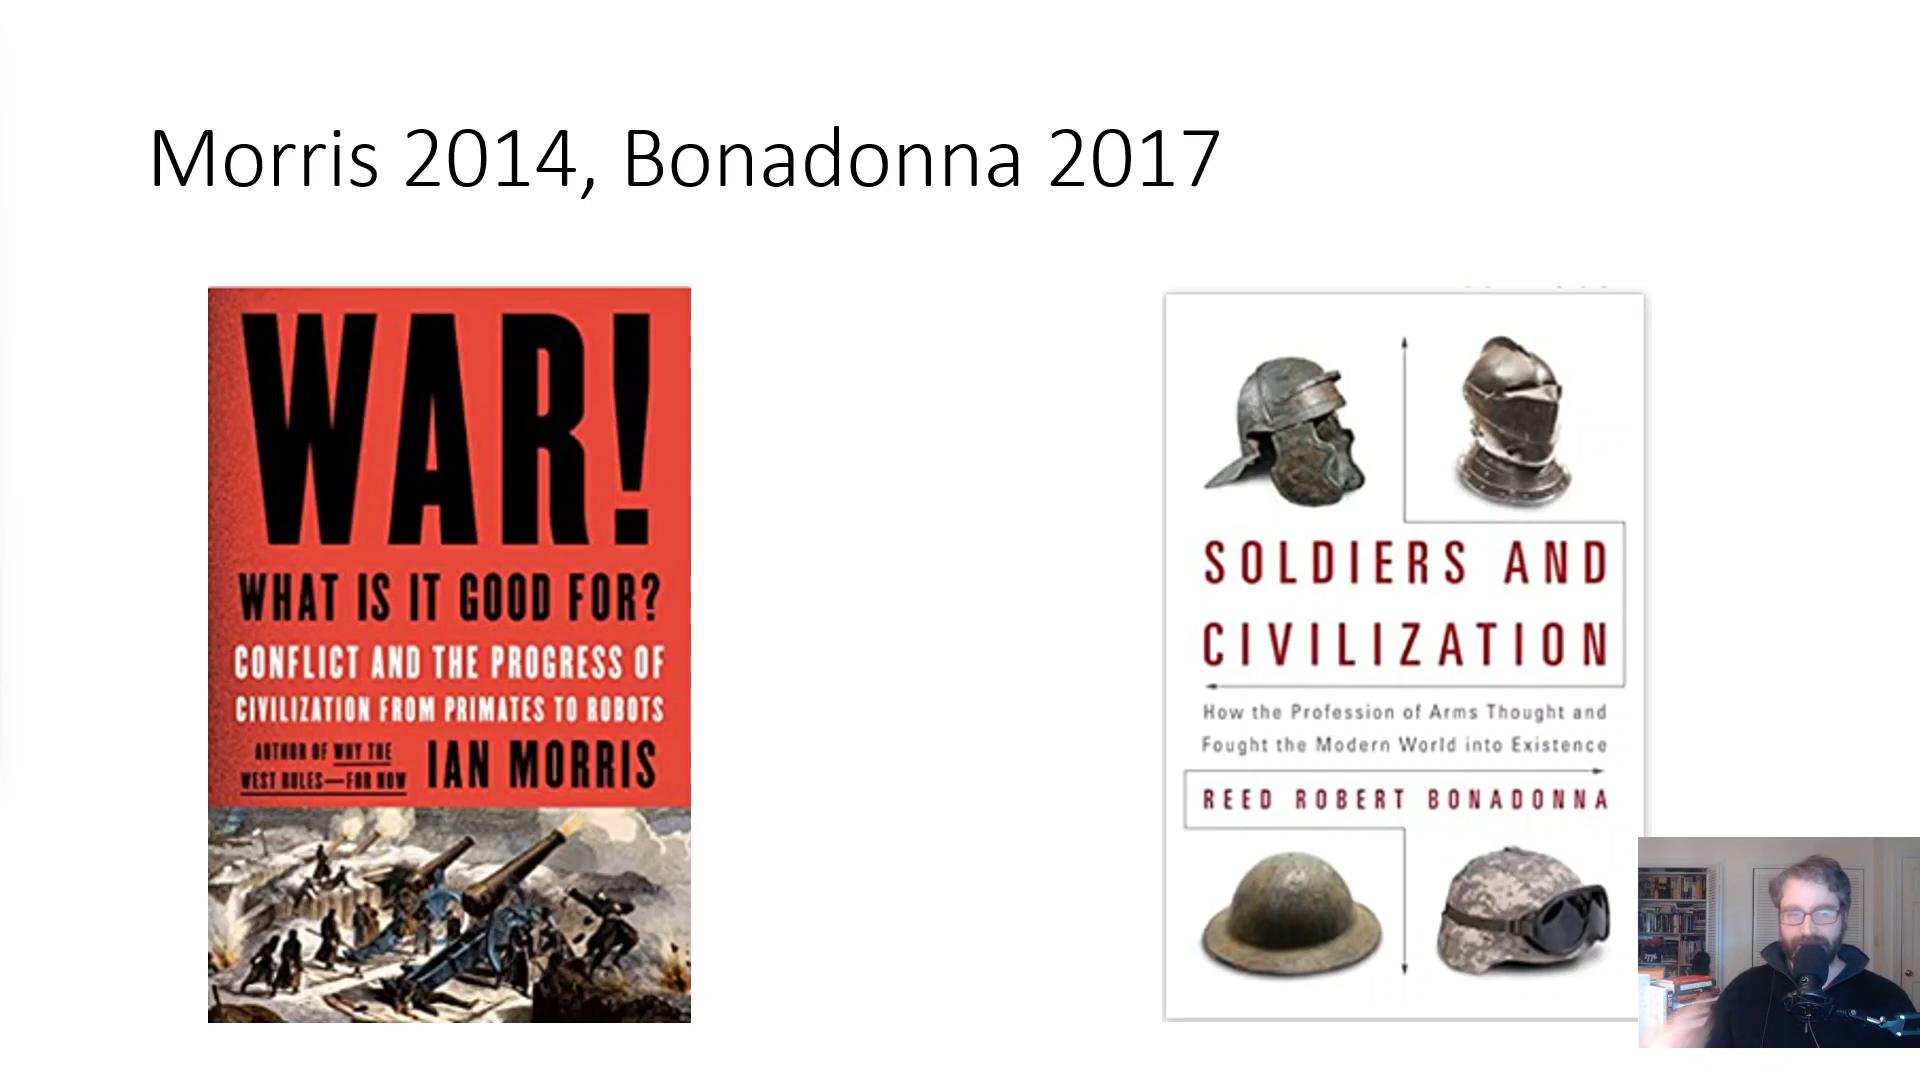 Morris 2014, Bonadonna 2017
WAR!
WHAT IS IT GOOD FOR?
CONFLICT AND THE PROGRESS OF
CIVILIZATION FROM PRIMATES TO ROBOTS
AUTHOR OF WHY THE
WEST RULES—FOR NOW
IAN MORRIS
SOLDIERS AND
CIVILIZATION
How the Profession of Arms Thought and
Fought the Modern World into Existence
REED ROBERT BONADONNA